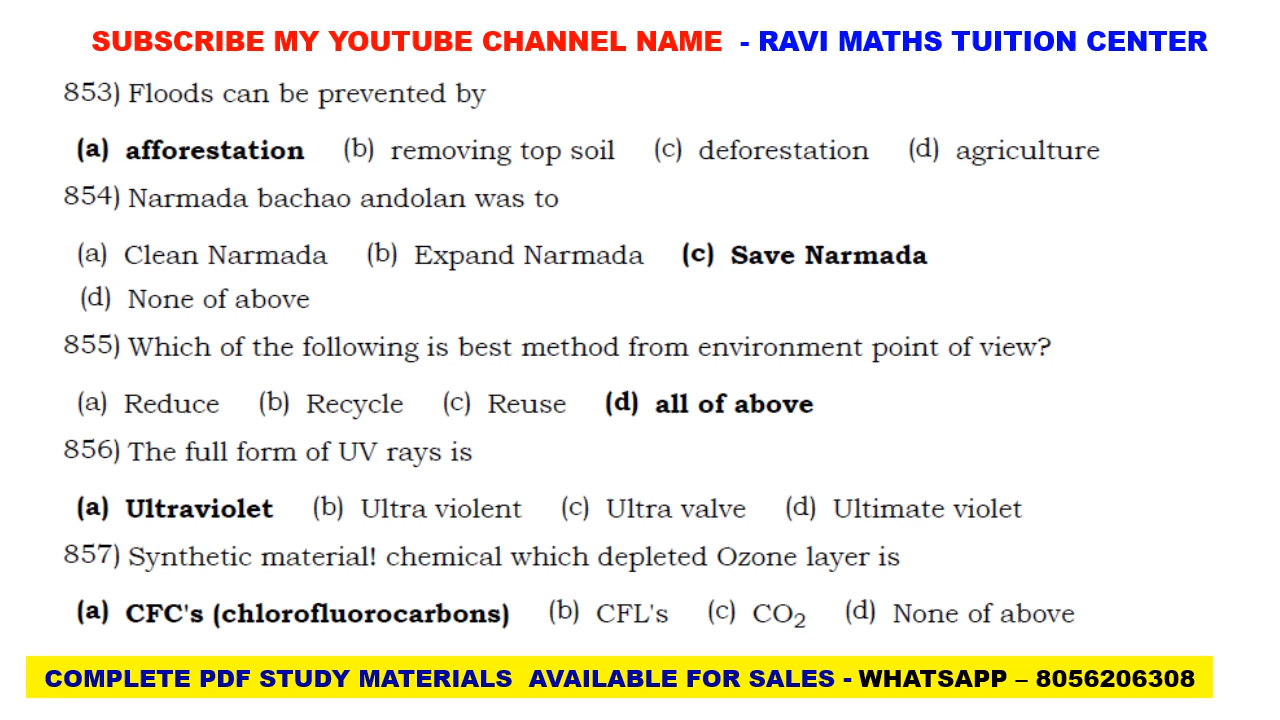 SUBSCRIBE MY YOUTUBE CHANNEL NAME - RAVI MATHS TUITION CENTER
853) Floods can be prevented by
(a) afforestation (b) removing top soil (c) deforestation (d) agriculture
854) Narmada bachao andolan was to
(a) Clean Narmada (b) Expand Narmada (c) Save Narmada
(d) None of above
855) Which of the following is best method from environment point of view?
(a) Reduce (b) Recycle (c) Reuse (d) all of above
856) The full form of UV rays is
(a) Ultraviolet (b) Ultra violent (c) Ultra valve (d) Ultimate violet
857) Synthetic material! chemical which depleted Ozone layer is
(a) CFC's (chlorofluorocarbons) (b) CFL's (c) CO₂ (d) None of above
COMPLETE PDF STUDY MATERIALS AVAILABLE FOR SALES - WHATSAPP – 8056206308